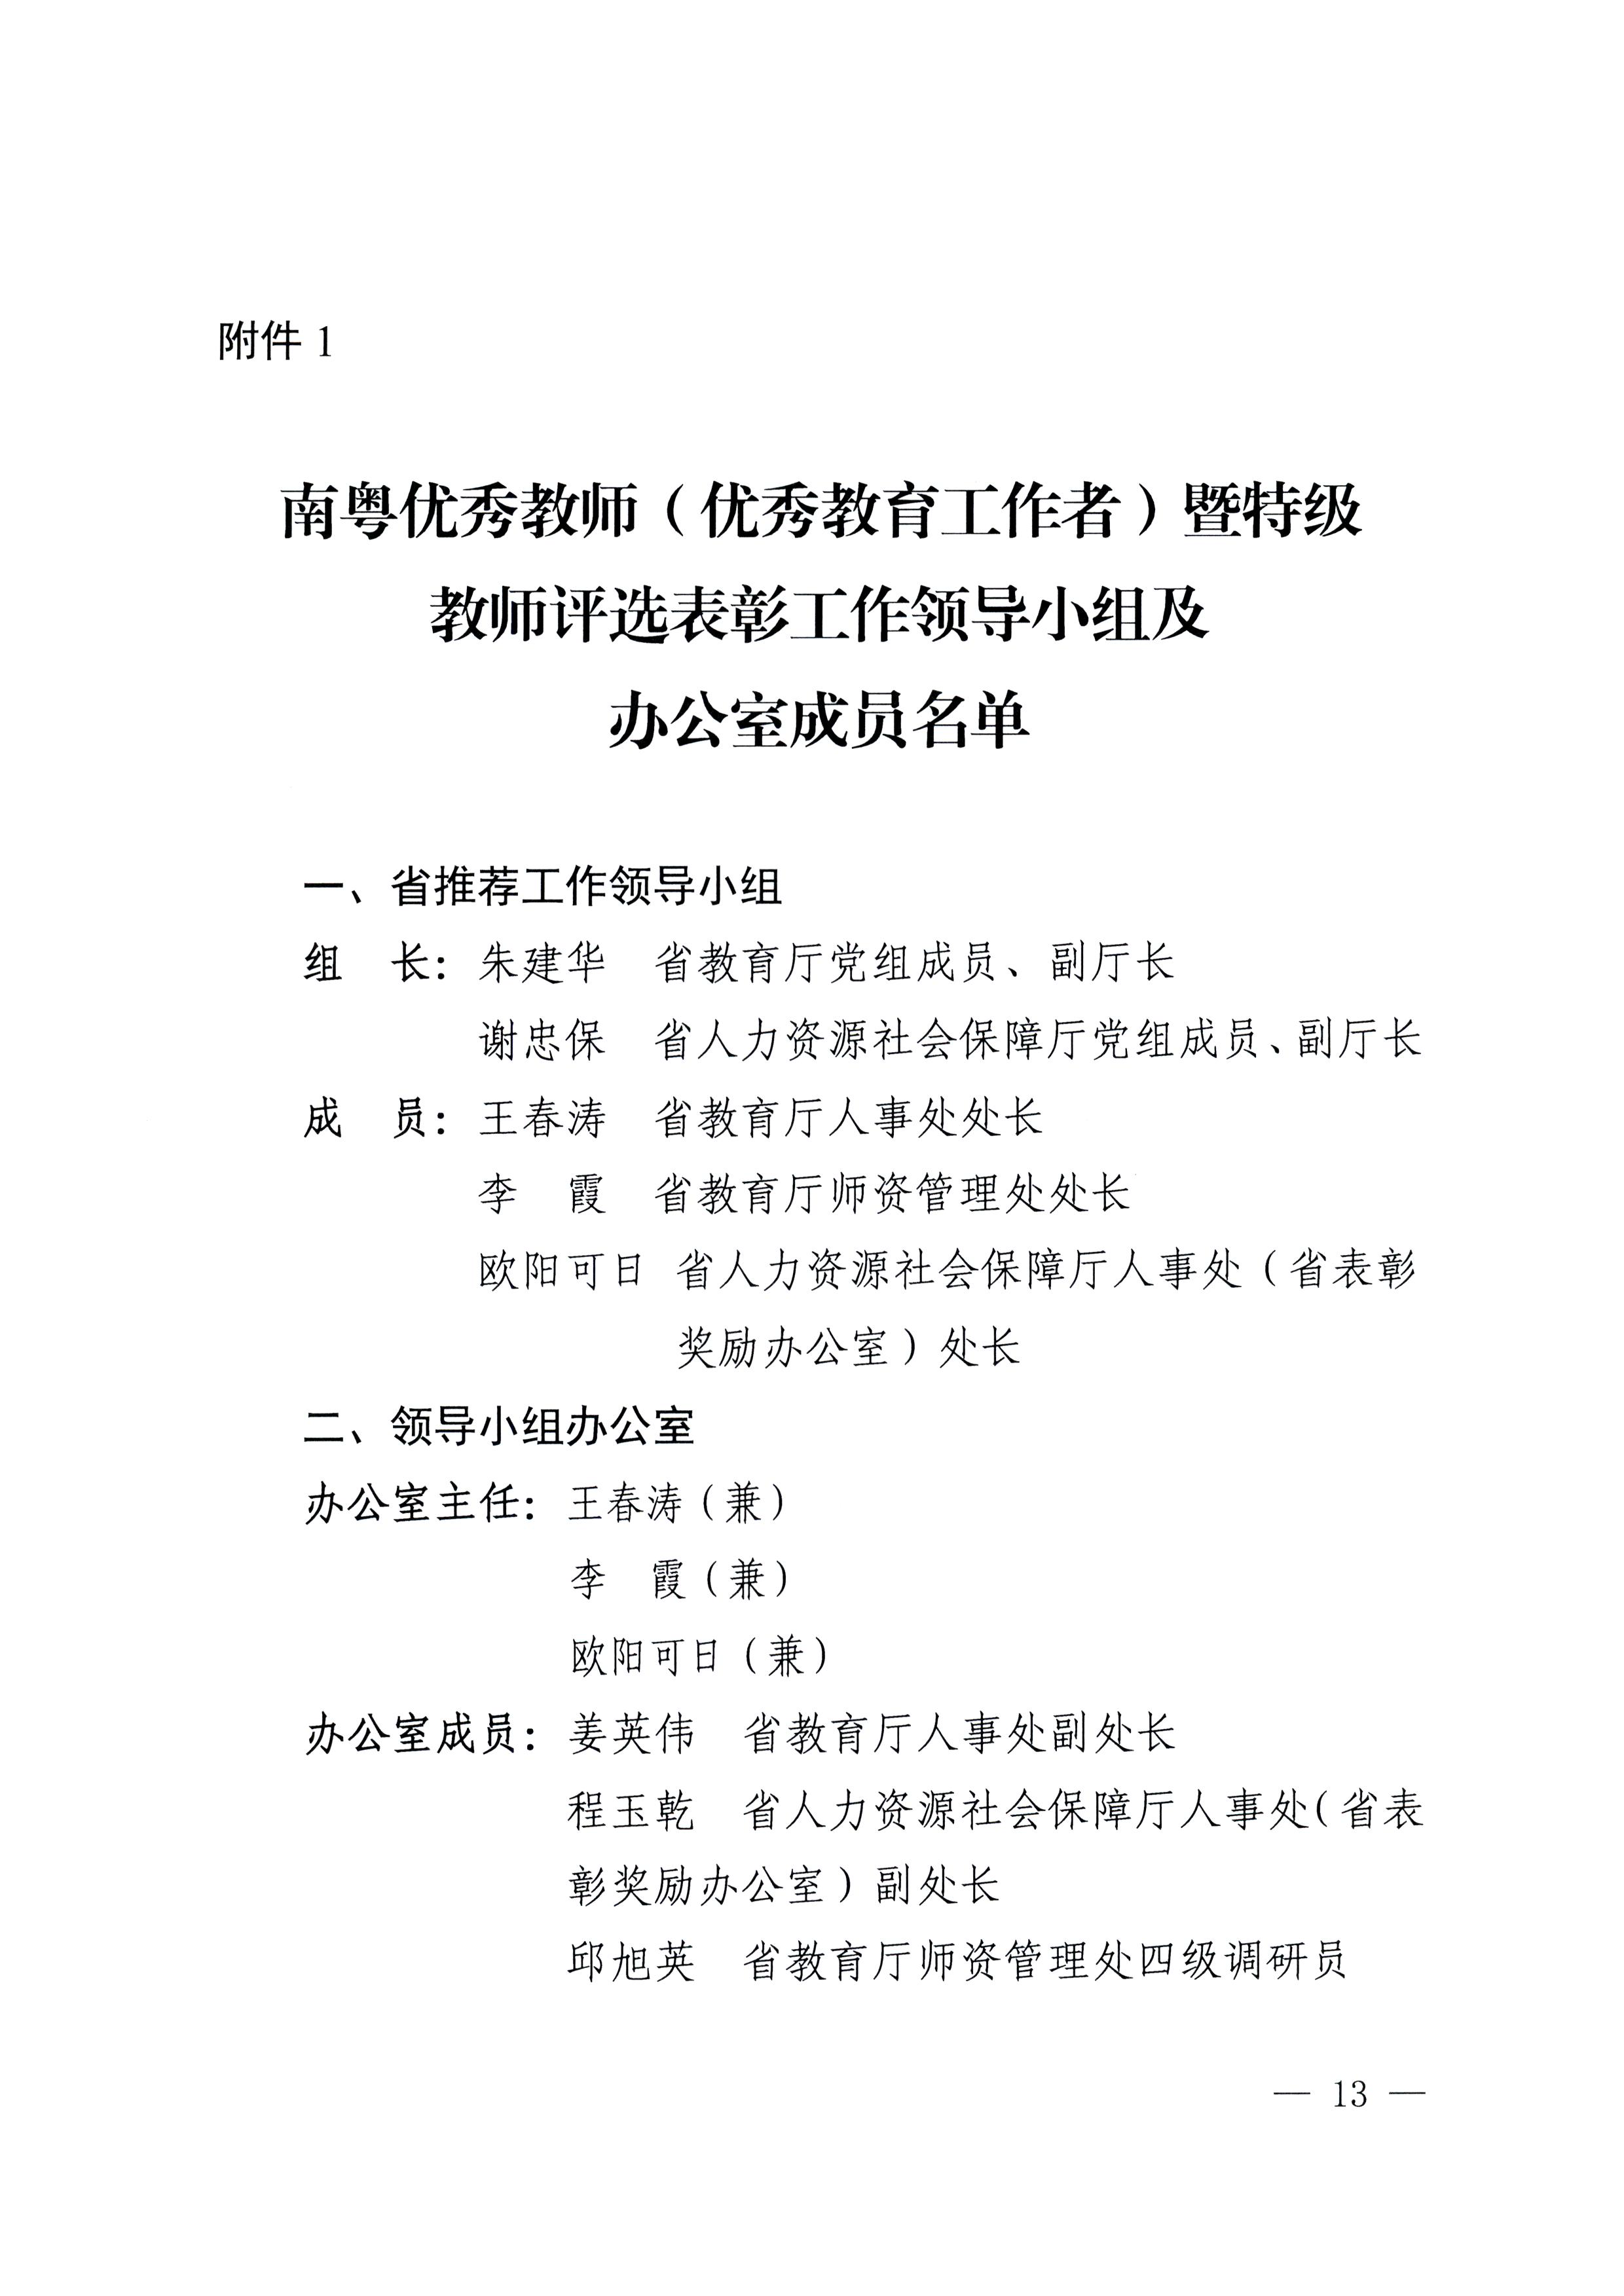 附件 1
南粤优秀教师（优秀教育工作者）暨特级
教师评选表彰工作领导小组及
办公室成员名单
一、省推荐工作领导小组
组　长：朱建华　省教育厅党组成员、副厅长
谢忠保　省人力资源社会保障厅党组成员、副厅长
成　员：王春涛　省教育厅人事处处长
李　霞　省教育厅师资管理处处长
欧阳可日　省人力资源社会保障厅人事处（省表彰
奖励办公室）处长
二、领导小组办公室
办公室主任：王春涛（兼）
李　霞（兼）
欧阳可日（兼）
办公室成员：姜英伟　省教育厅人事处副处长
程玉乾　省人力资源社会保障厅人事处（省表
彰奖励办公室）副处长
邱旭英　省教育厅师资管理处四级调研员
— 13 —